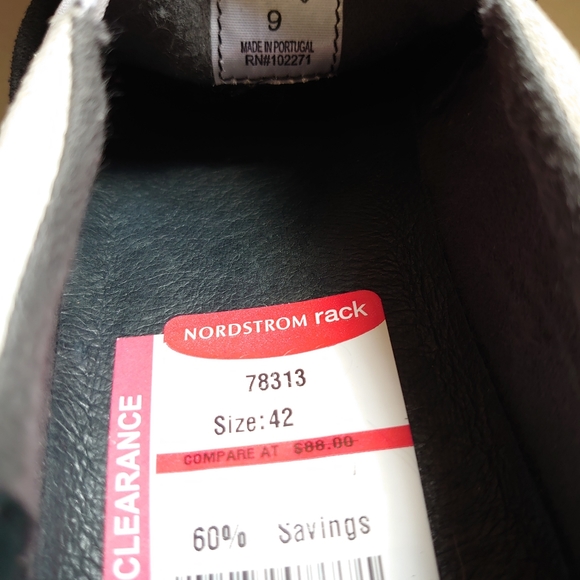 9
MADE IN PORTUGAL
RN#102271
NORDSTROM rack
78313
Size:42
COMPARE AT $88.00
60% Savings
CLEARANCE